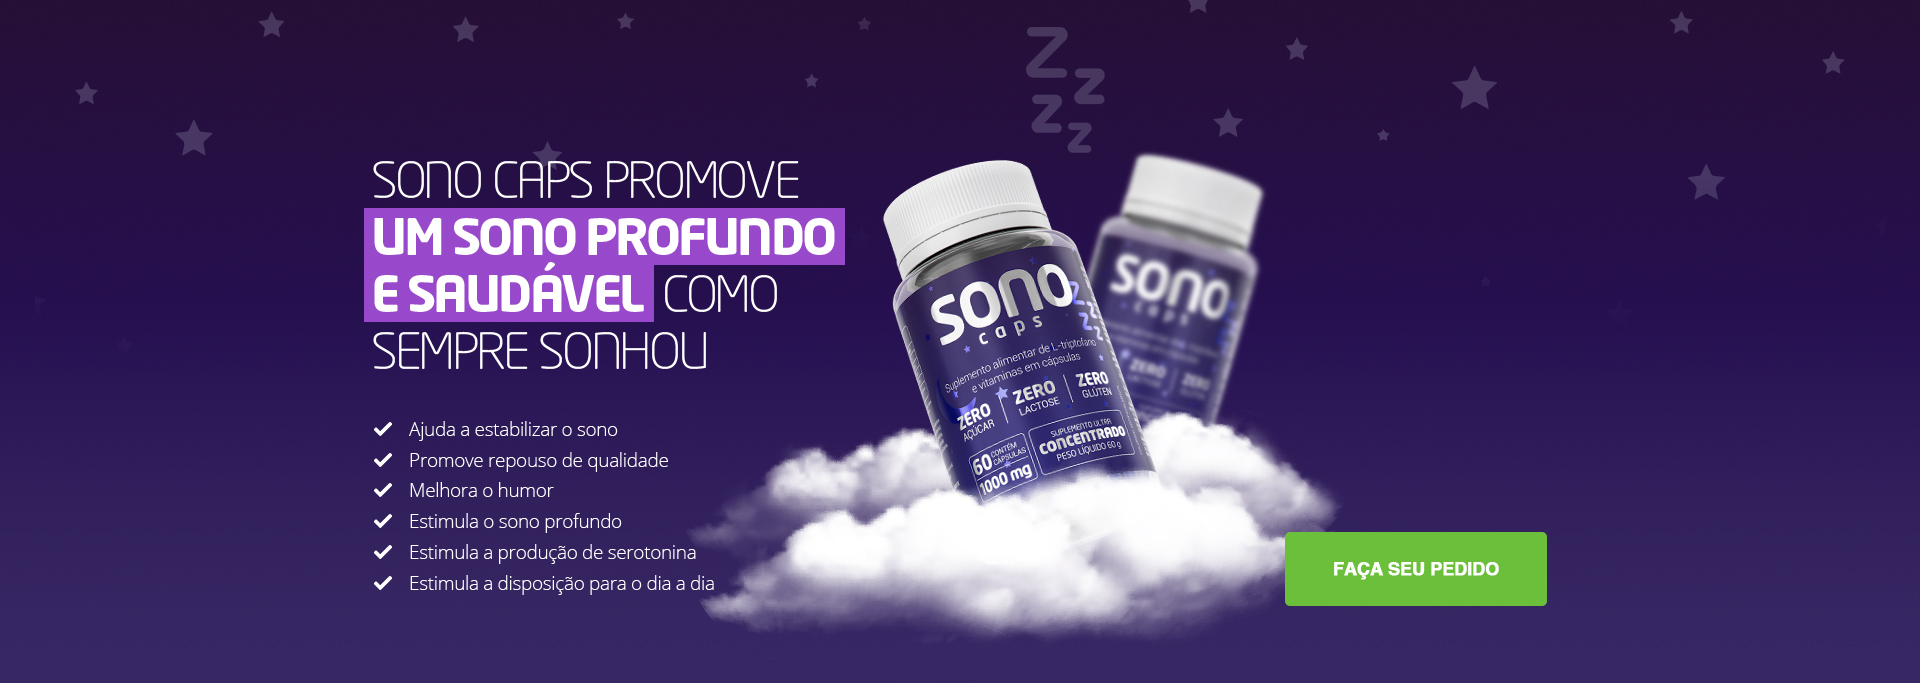 SONO CAPS PROMOVE
UM SONO PROFUNDO
E SAUDÁVEL COMO
SEMPRE SONHOU
Ajuda a estabilizar o sono
Promove repouso de qualidade
Melhora o humor
Estimula o sono profundo
Estimula a produção de serotonina
Estimula a disposição para o dia a dia
Z
Z
Z
Z
sono
caps
Suplemento alimentar de L-triptofano
e vitaminas em cápsulas
ZERO
AÇÚCAR
ZERO
LACTOSE
ZERO
GLÚTEN
60 CONTÉM
CÁPSULAS
1000 mg
SUPLEMENTO ULTRA
CONCENTRADO
PESO LÍQUIDO 60 g
sono
caps
ZERO
ZERO
FAÇA SEU PEDIDO